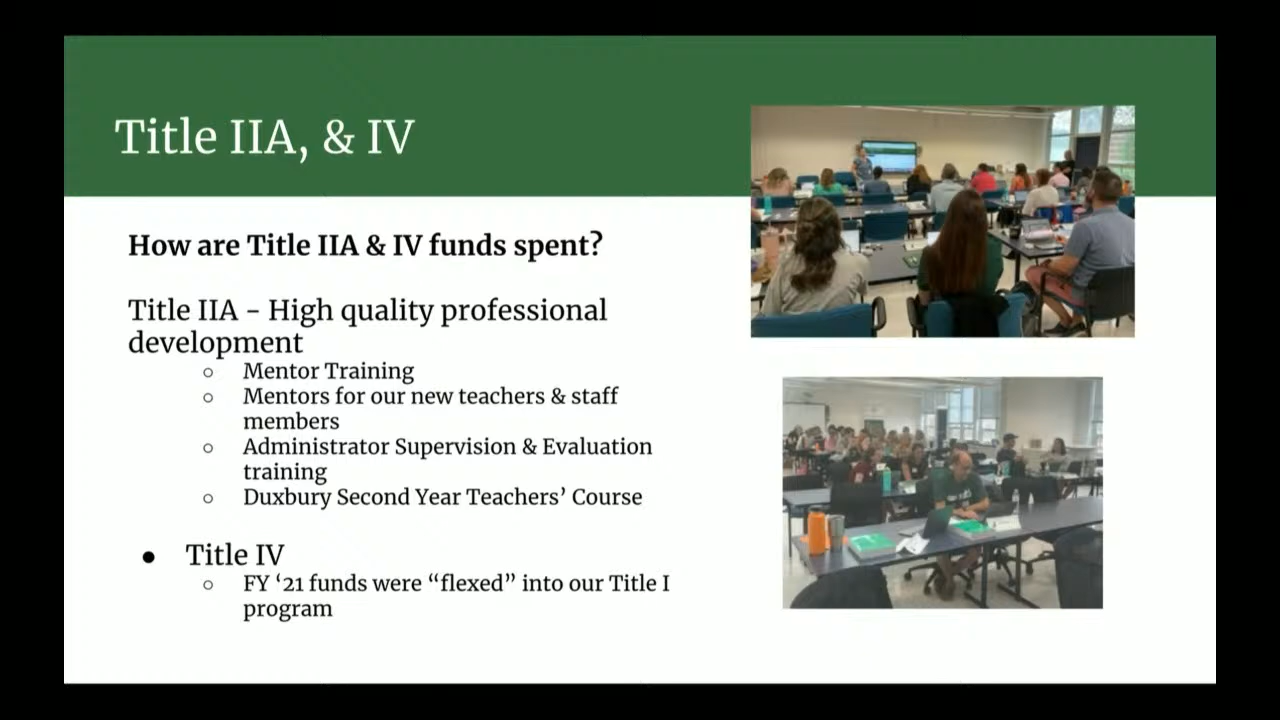 Title IIA, & IV
How are Title IIA & IV funds spent?
Title IIA - High quality professional
development
○ Mentor Training
○ Mentors for our new teachers & staff
members
○ Administrator Supervision & Evaluation
training
○ Duxbury Second Year Teachers’ Course
● Title IV
○ FY ‘21 funds were “flexed” into our Title I
program